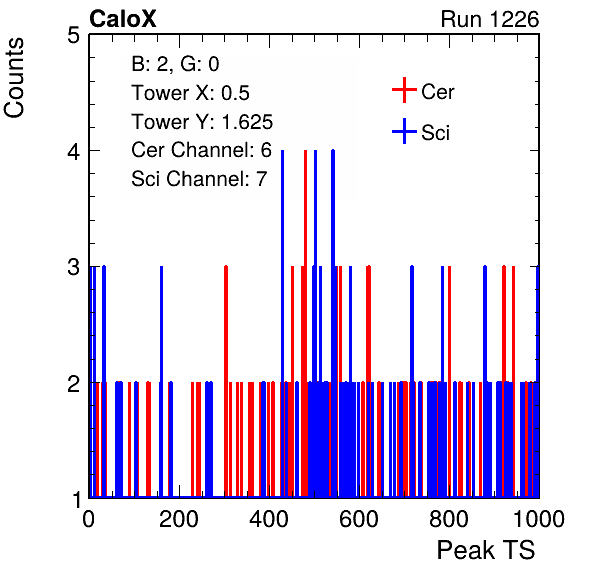 CaloX Run 1226
Counts
5
4
3
2
1
B: 2, G: 0
Tower X: 0.5
Tower Y: 1.625
Cer Channel: 6
Sci Channel: 7
Cer
Sci
0 200 400 600 800 1000
Peak TS